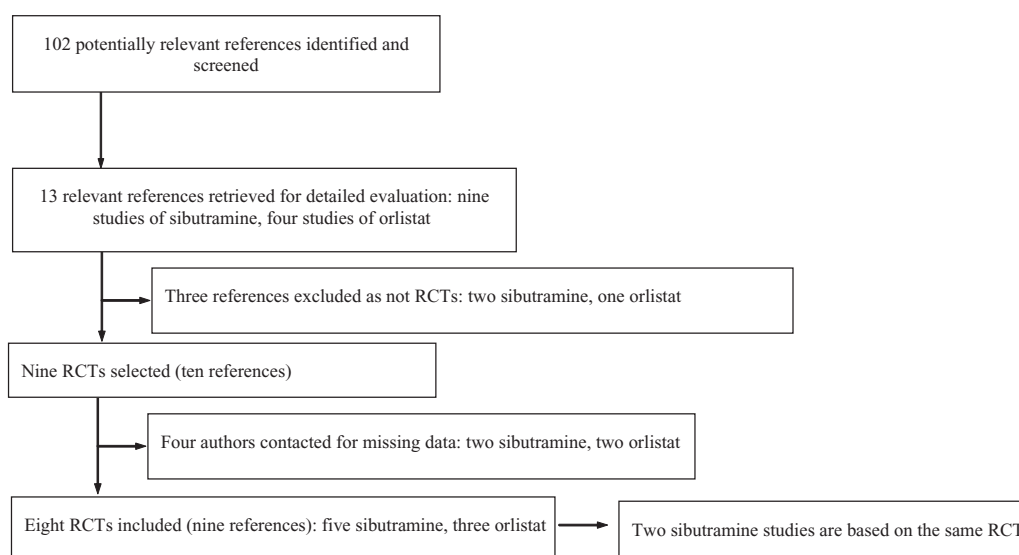 102 potentially relevant references identified and
screened
13 relevant references retrieved for detailed evaluation: nine
studies of sibutramine, four studies of orlistat
Three references excluded as not RCTs: two sibutramine, one orlistat
Nine RCTs selected (ten references)
Four authors contacted for missing data: two sibutramine, two orlistat
Eight RCTs included (nine references): five sibutramine, three orlistat
Two sibutramine studies are based on the same RCT